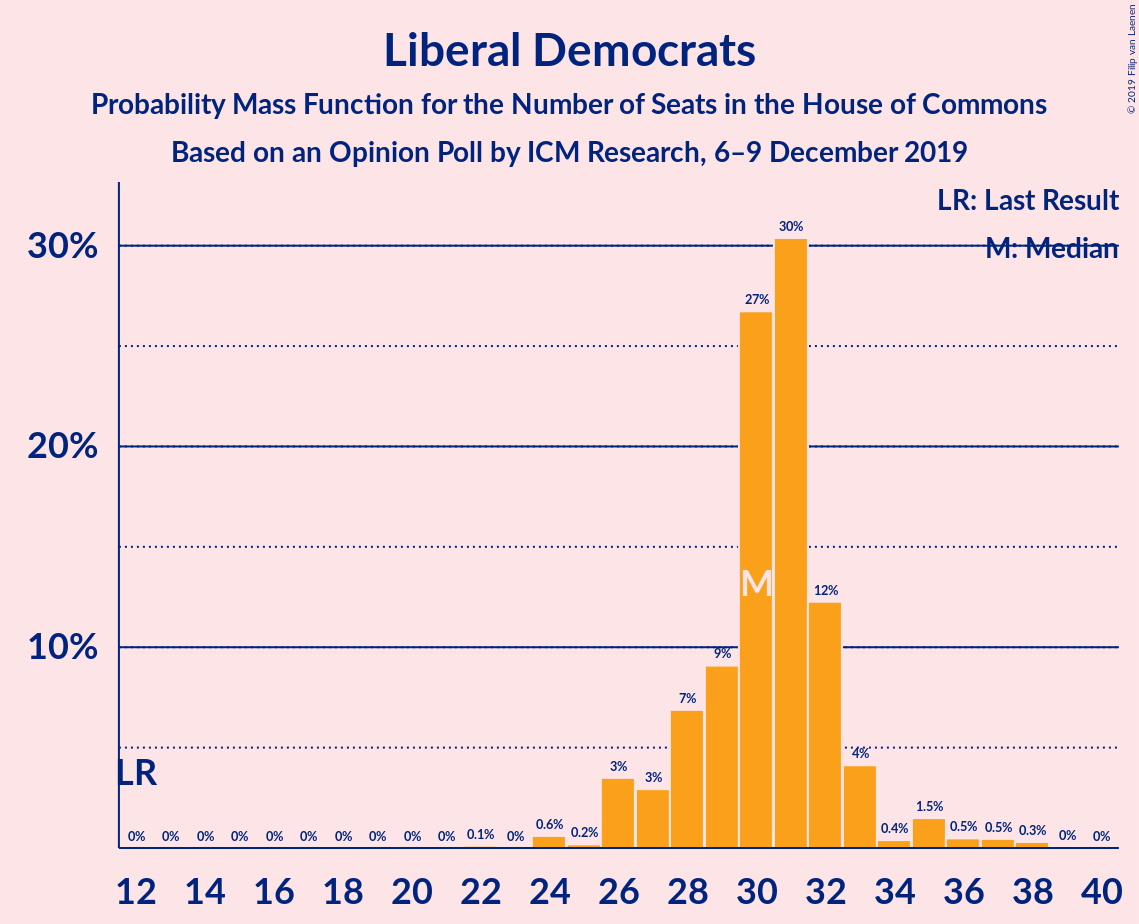 Liberal Democrats
Probability Mass Function for the Number of Seats in the House of Commons
Based on an Opinion Poll by ICM Research, 6–9 December 2019
© 2019 Filip van Laenen
LR: Last Result
M: Median
30%
20%
10%
LR
M
0% 0% 0% 0% 0% 0% 0% 0% 0% 0% 0.1% 0% 0.6% 0.2% 3% 3% 7% 9% 27% 30% 12% 4% 0.4% 1.5% 0.5% 0.5% 0.3% 0% 0%
12 14 16 18 20 22 24 26 28 30 32 34 36 38 40